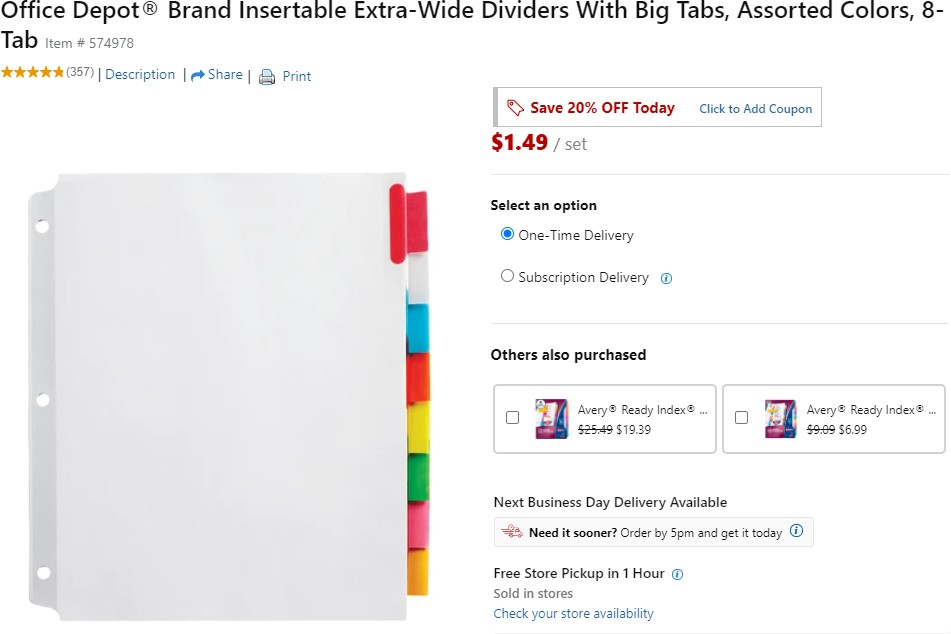 Office Depot® Brand Insertable Extra-Wide Dividers With Big Tabs, Assorted Colors, 8-
Tab Item # 574978
(357) | Description | Share | Print
Save 20% OFF Today Click to Add Coupon
$1.49 / set
Select an option
One-Time Delivery
Subscription Delivery
Others also purchased
Avery® Ready Index® ...
$25.49 $19.39
Avery® Ready Index® ...
$9.09 $6.99
Next Business Day Delivery Available
Need it sooner? Order by 5pm and get it today
Free Store Pickup in 1 Hour
Sold in stores
Check your store availability